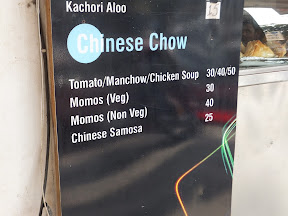 Kachori Aloo
Chinese Chow
Tomato/Manchow/Chicken Soup 30/40/50
Momos (Veg) 30
Momos (Non Veg) 40
Chinese Samosa 25